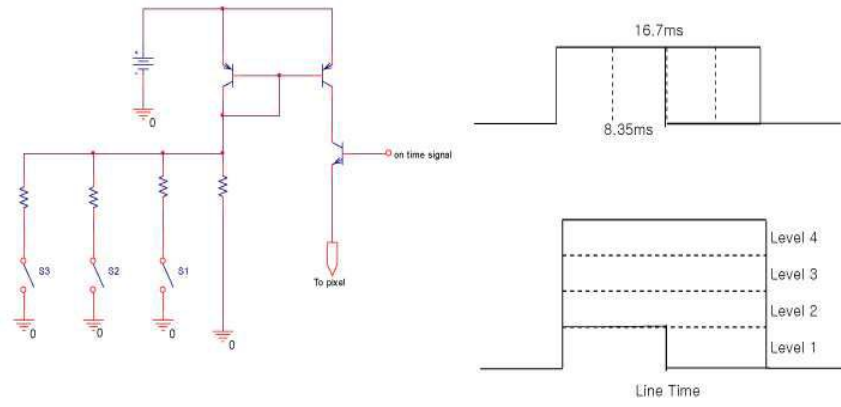 16.7ms
8.35ms
0
on time signal
S3
S2
S1
To pixel
0
0
0
0
Level 4
Level 3
Level 2
Level 1
Line Time